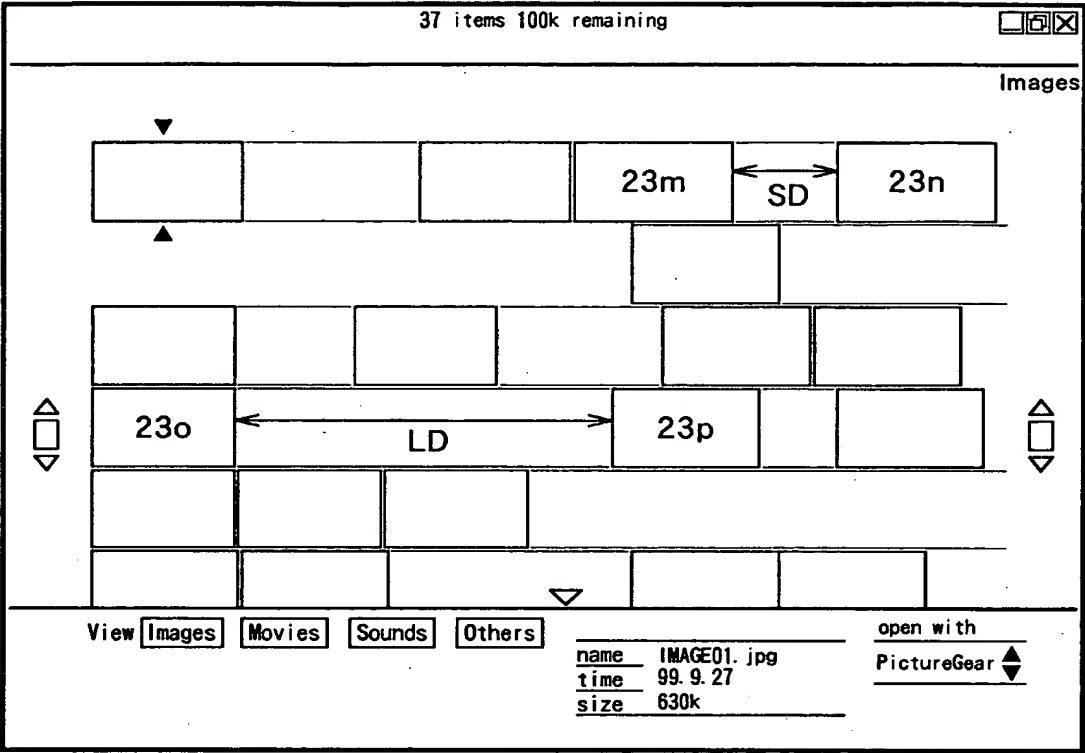 37 items 100k remaining
Images
23m SD 23n
23o LD 23p
View Images Movies Sounds Others
open with
name IMAGE01.jpg
PictureGear
time 99.9.27
size 630k